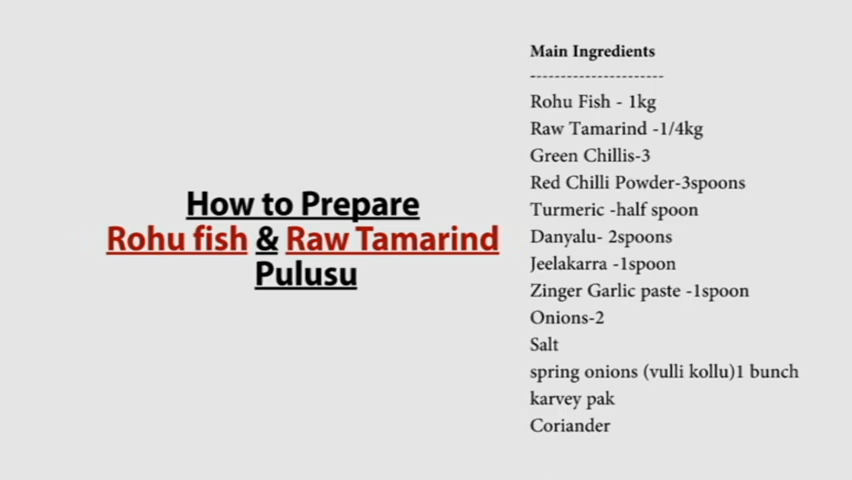 How to Prepare
Rohu fish & Raw Tamarind
Pulusu
Main Ingredients
----------------------
Rohu Fish - 1kg
Raw Tamarind -1/4kg
Green Chillis-3
Red Chilli Powder-3spoons
Turmeric -half spoon
Danyalu- 2spoons
Jeelakarra -1spoon
Zinger Garlic paste -1spoon
Onions-2
Salt
spring onions (vulli kollu)1 bunch
karvey pak
Coriander